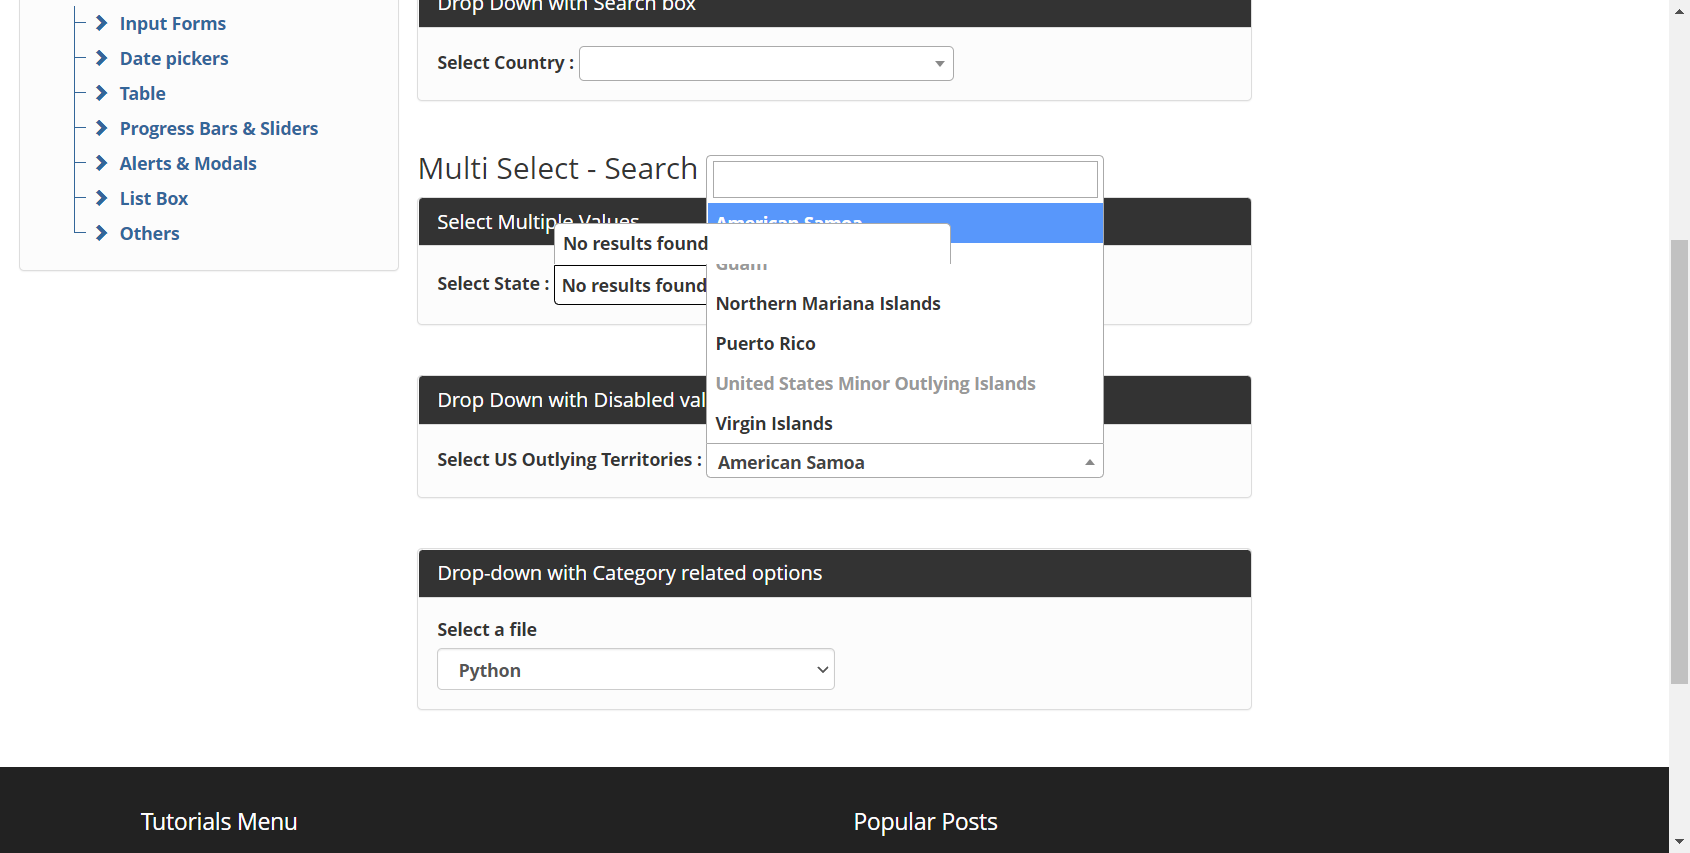 Input Forms
Date pickers
Table
Progress Bars & Sliders
Alerts & Modals
List Box
Others
Drop Down with Search box
Select Country :
Multi Select - Search
Select Multiple Values
American Samoa
No results found
Guam
Select State :
No results found
Northern Mariana Islands
Puerto Rico
United States Minor Outlying Islands
Virgin Islands
Drop Down with Disabled val
Select US Outlying Territories :
American Samoa
Drop-down with Category related options
Select a file
Python
Tutorials Menu
Popular Posts